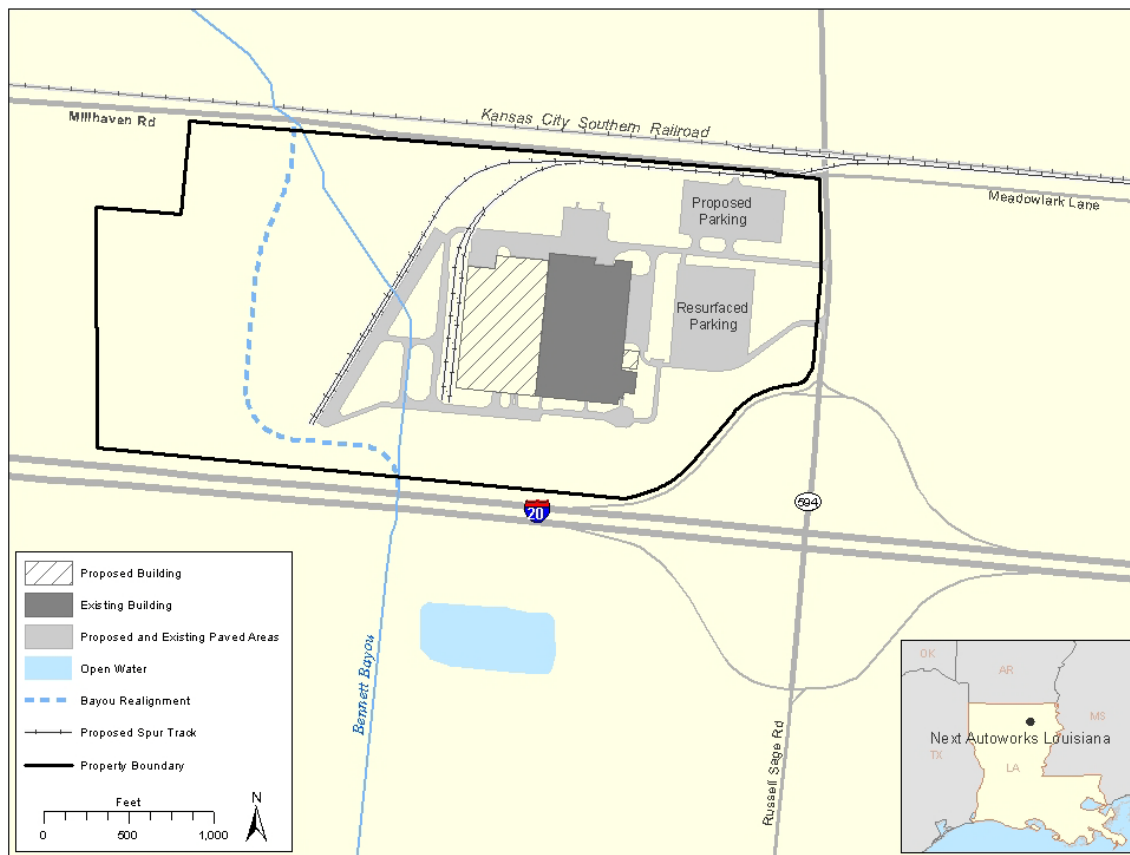 Kansas City Southern Railroad
Millhaven Rd
Meadowlark Lane
Proposed
Parking
Resurfaced
Parking
594
20
Bennett Bayou
Russell Sage Rd
Proposed Building
Existing Building
Proposed and Existing Paved Areas
Open Water
Bayou Realignment
Proposed Spur Track
Property Boundary
Feet
0 500 1,000
N
OK
AR
MS
Next Autoworks Louisiana
TX
LA